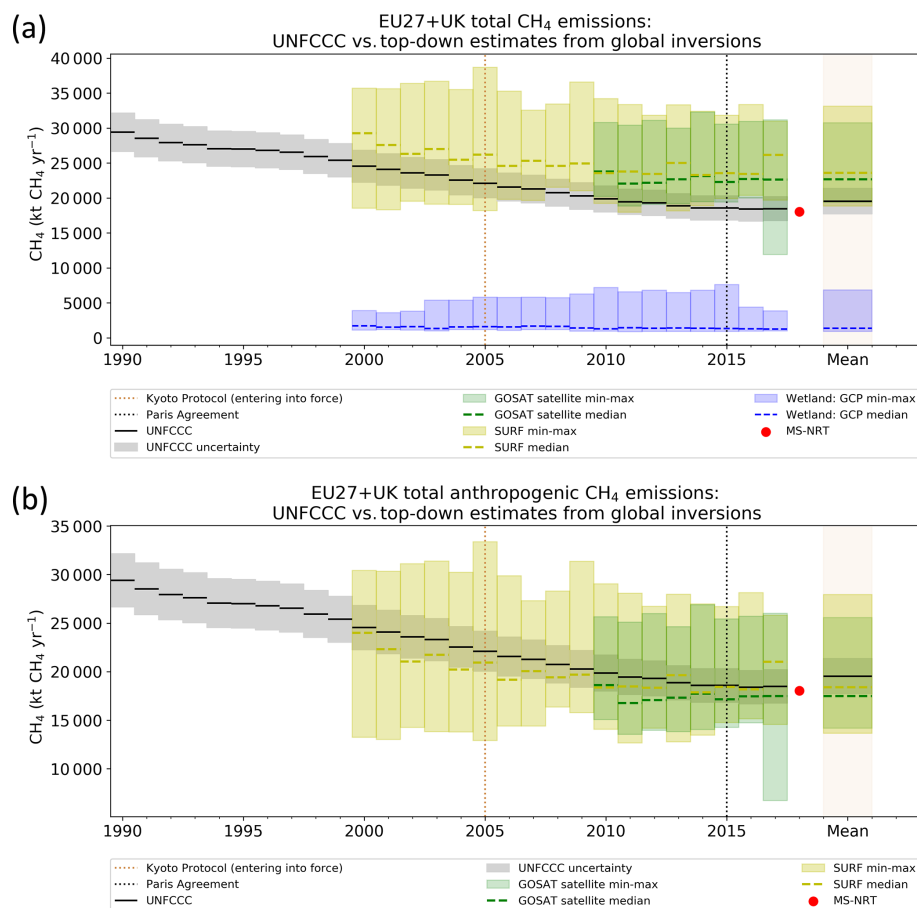 (a)
EU27+UK total CH₄ emissions:
UNFCCC vs. top-down estimates from global inversions
CH₄ (kt CH₄ yr⁻¹)
40 000
35 000
30 000
25 000
20 000
15 000
10 000
5000
0
1990 1995 2000 2005 2010 2015 Mean
Kyoto Protocol (entering into force)
Paris Agreement
UNFCCC
UNFCCC uncertainty
GOSAT satellite min-max
GOSAT satellite median
SURF min-max
SURF median
Wetland: GCP min-max
Wetland: GCP median
MS-NRT
(b)
EU27+UK total anthropogenic CH₄ emissions:
UNFCCC vs. top-down estimates from global inversions
CH₄ (kt CH₄ yr⁻¹)
35 000
30 000
25 000
20 000
15 000
10 000
1990 1995 2000 2005 2010 2015 Mean
Kyoto Protocol (entering into force)
Paris Agreement
UNFCCC
UNFCCC uncertainty
GOSAT satellite min-max
GOSAT satellite median
SURF min-max
SURF median
MS-NRT